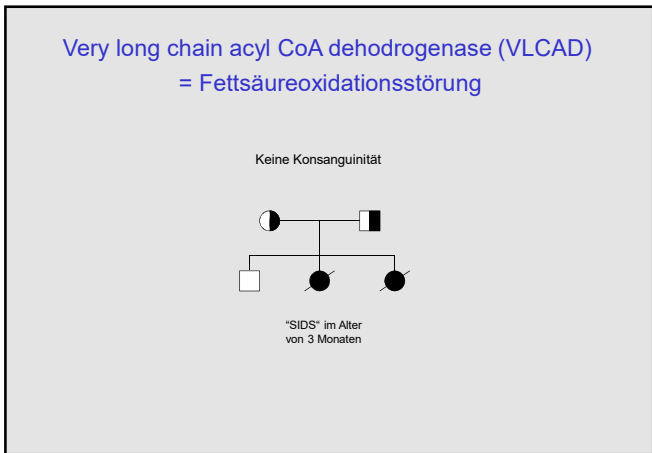 Very long chain acyl CoA dehodrogenase (VLCAD)
= Fettsäureoxidationsstörung
Keine Konsanguinität
"SIDS“ im Alter
von 3 Monaten